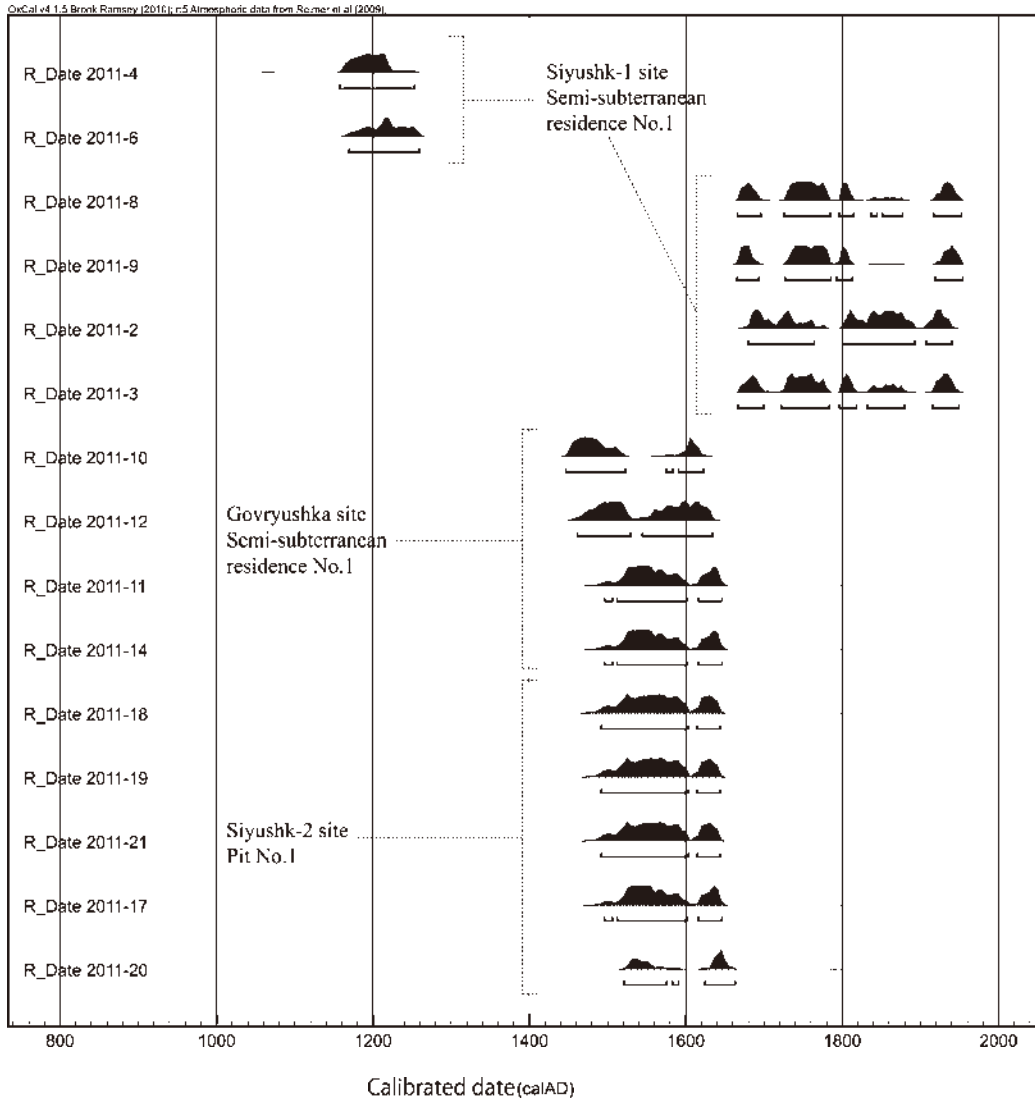 OxCal v4.1.5 Bronk Ramsey (2010); r:5 Atmospheric data from Reimer et al (2009);
R_Date 2011-4
R_Date 2011-6
R_Date 2011-8
R_Date 2011-9
R_Date 2011-2
R_Date 2011-3
R_Date 2011-10
R_Date 2011-12
R_Date 2011-11
R_Date 2011-14
R_Date 2011-18
R_Date 2011-19
R_Date 2011-21
R_Date 2011-17
R_Date 2011-20
Siyushk-1 site
Semi-subterranean
residence No.1
Govryushka site
Semi-subterranean
residence No.1
Siyushk-2 site
Pit No.1
800 1000 1200 1400 1600 1800 2000
Calibrated date(calAD)